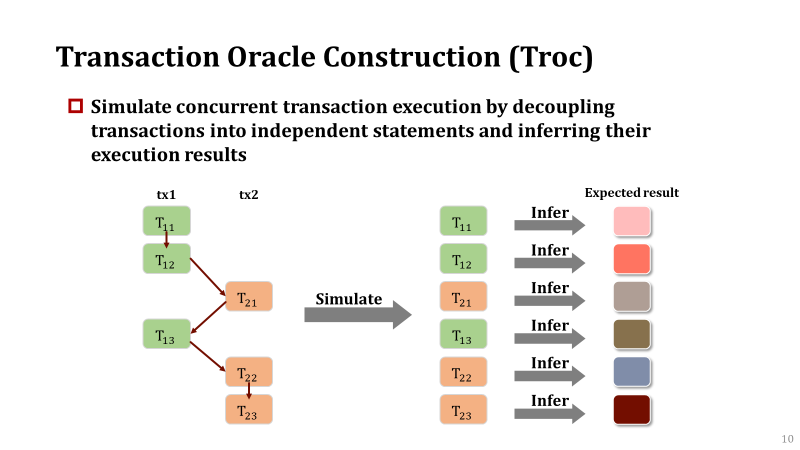 Transaction Oracle Construction (Troc)
Simulate concurrent transaction execution by decoupling
transactions into independent statements and inferring their
execution results
tx1 tx2 Expected result
T11 T11 Infer
T12 T12 Infer
T21 T21 Infer
Simulate
T13 T13 Infer
T22 T22 Infer
T23 T23 Infer
10